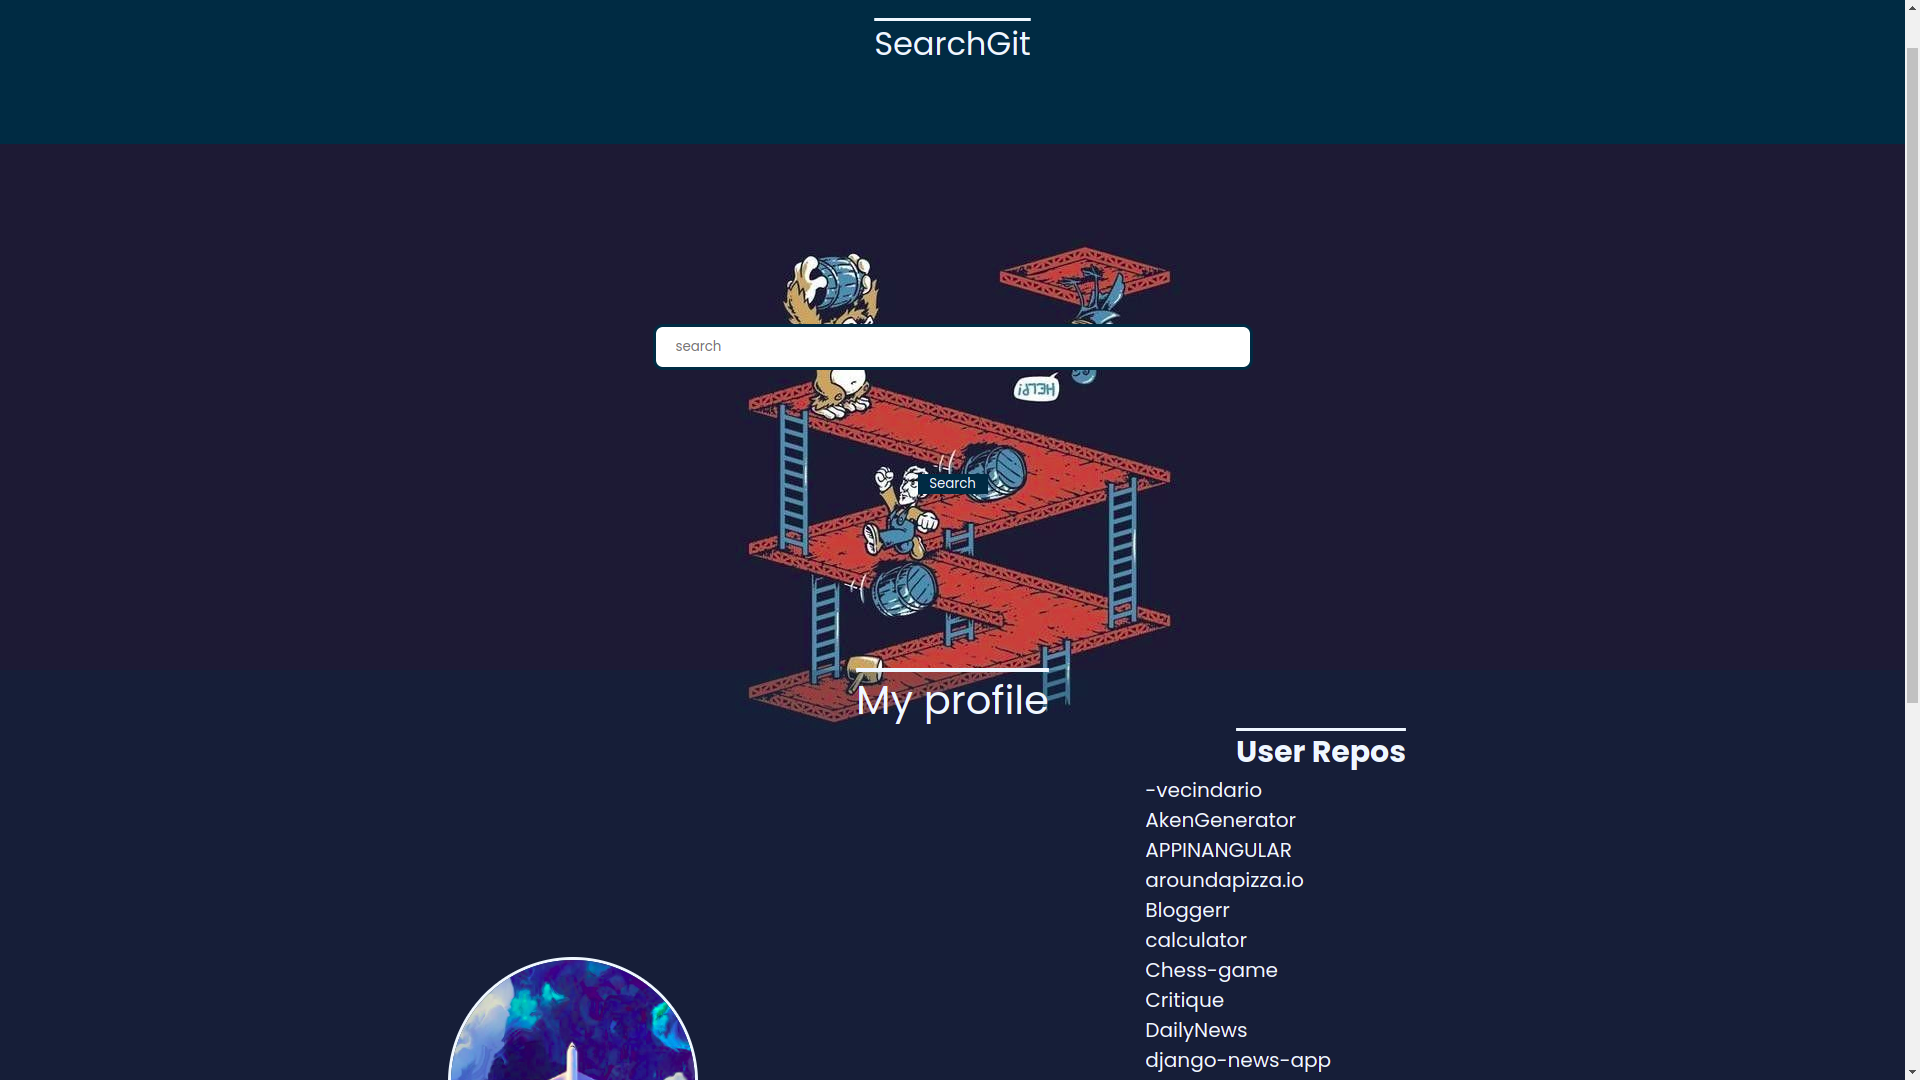 SearchGit
search
HELP!
Search
My profile
User Repos
-vecindario
AkenGenerator
APPINANGULAR
aroundapizza.io
Bloggerr
calculator
Chess-game
Critique
DailyNews
django-news-app